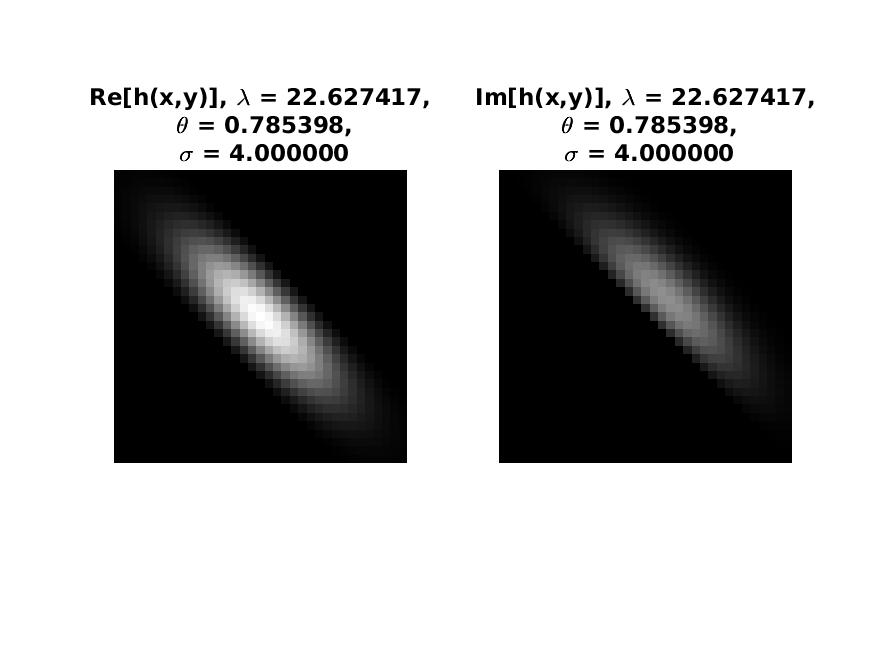 Re[h(x,y)], λ = 22.627417,
θ = 0.785398,
σ = 4.000000
Im[h(x,y)], λ = 22.627417,
θ = 0.785398,
σ = 4.000000